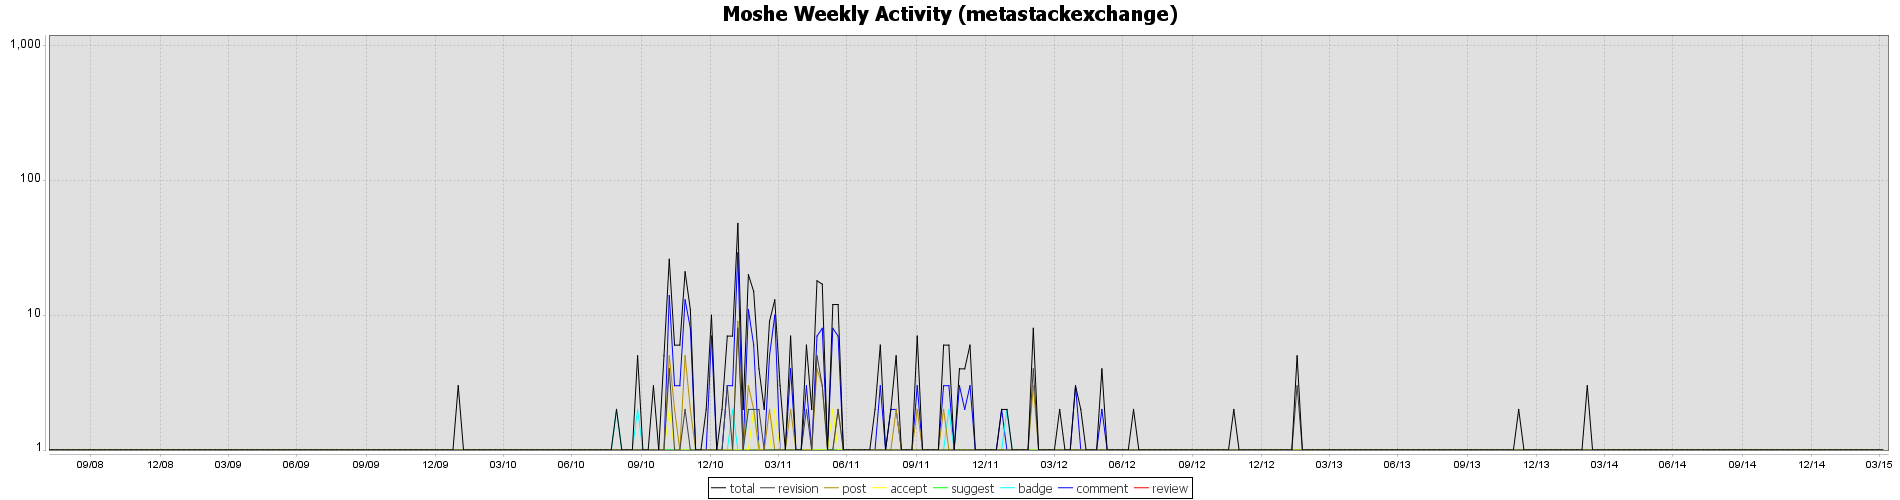 Moshe Weekly Activity (metastackexchange)
1,000
100
10
1
09/08 12/08 03/09 06/09 09/09 12/09 03/10 06/10 09/10 12/10 03/11 06/11 09/11 12/11 03/12 06/12 09/12 12/12 03/13 06/13 09/13 12/13 03/14 06/14 09/14 12/14 03/15
total revision post accept suggest badge comment review